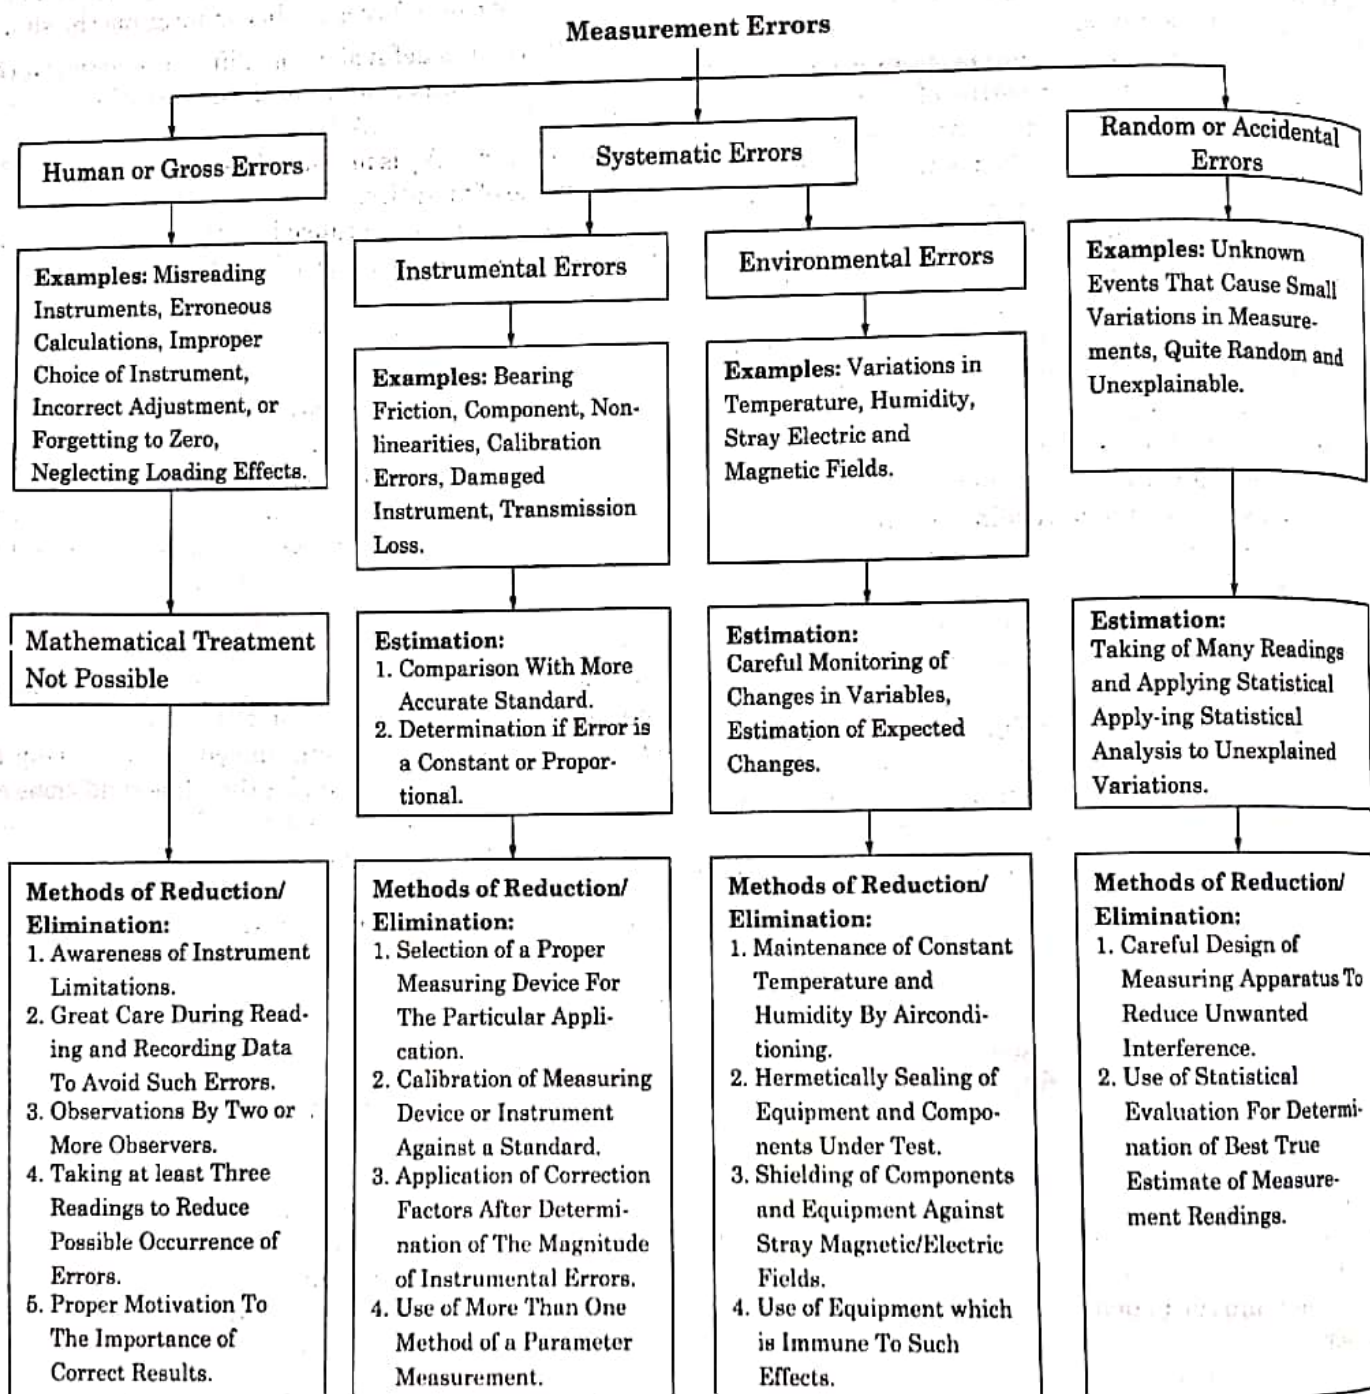 Measurement Errors
Human or Gross Errors
Systematic Errors
Random or Accidental
Errors
Examples: Misreading
Instruments, Erroneous
Calculations, Improper
Choice of Instrument,
Incorrect Adjustment, or
Forgetting to Zero,
Neglecting Loading Effects.
Instrumental Errors
Environmental Errors
Examples: Unknown
Events That Cause Small
Variations in Measure-
ments, Quite Random and
Unexplainable.
Examples: Bearing
Friction, Component, Non-
linearities, Calibration
Errors, Damaged
Instrument, Transmission
Loss.
Examples: Variations in
Temperature, Humidity,
Stray Electric and
Magnetic Fields.
Mathematical Treatment
Not Possible
Estimation:
1. Comparison With More
Accurate Standard.
2. Determination if Error is
a Constant or Propor-
tional.
Estimation:
Careful Monitoring of
Changes in Variables,
Estimation of Expected
Changes.
Estimation:
Taking of Many Readings
and Applying Statistical
Apply-ing Statistical
Analysis to Unexplained
Variations.
Methods of Reduction/
Elimination:
1. Awareness of Instrument
Limitations.
2. Great Care During Read-
ing and Recording Data
To Avoid Such Errors.
3. Observations By Two or
More Observers.
4. Taking at least Three
Readings to Reduce
Possible Occurrence of
Errors.
5. Proper Motivation To
The Importance of
Correct Results.
Methods of Reduction/
Elimination:
1. Selection of a Proper
Measuring Device For
The Particular Appli-
cation.
2. Calibration of Measuring
Device or Instrument
Against a Standard.
3. Application of Correction
Factors After Determi-
nation of The Magnitude
of Instrumental Errors.
4. Use of More Than One
Method of a Parameter
Measurement.
Methods of Reduction/
Elimination:
1. Maintenance of Constant
Temperature and
Humidity By Aircondi-
tioning.
2. Hermetically Sealing of
Equipment and Compo-
nents Under Test.
3. Shielding of Components
and Equipment Against
Stray Magnetic/Electric
Fields.
4. Use of Equipment which
is Immune To Such
Effects.
Methods of Reduction/
Elimination:
1. Careful Design of
Measuring Apparatus To
Reduce Unwanted
Interference.
2. Use of Statistical
Evaluation For Determi-
nation of Best True
Estimate of Measure-
ment Readings.